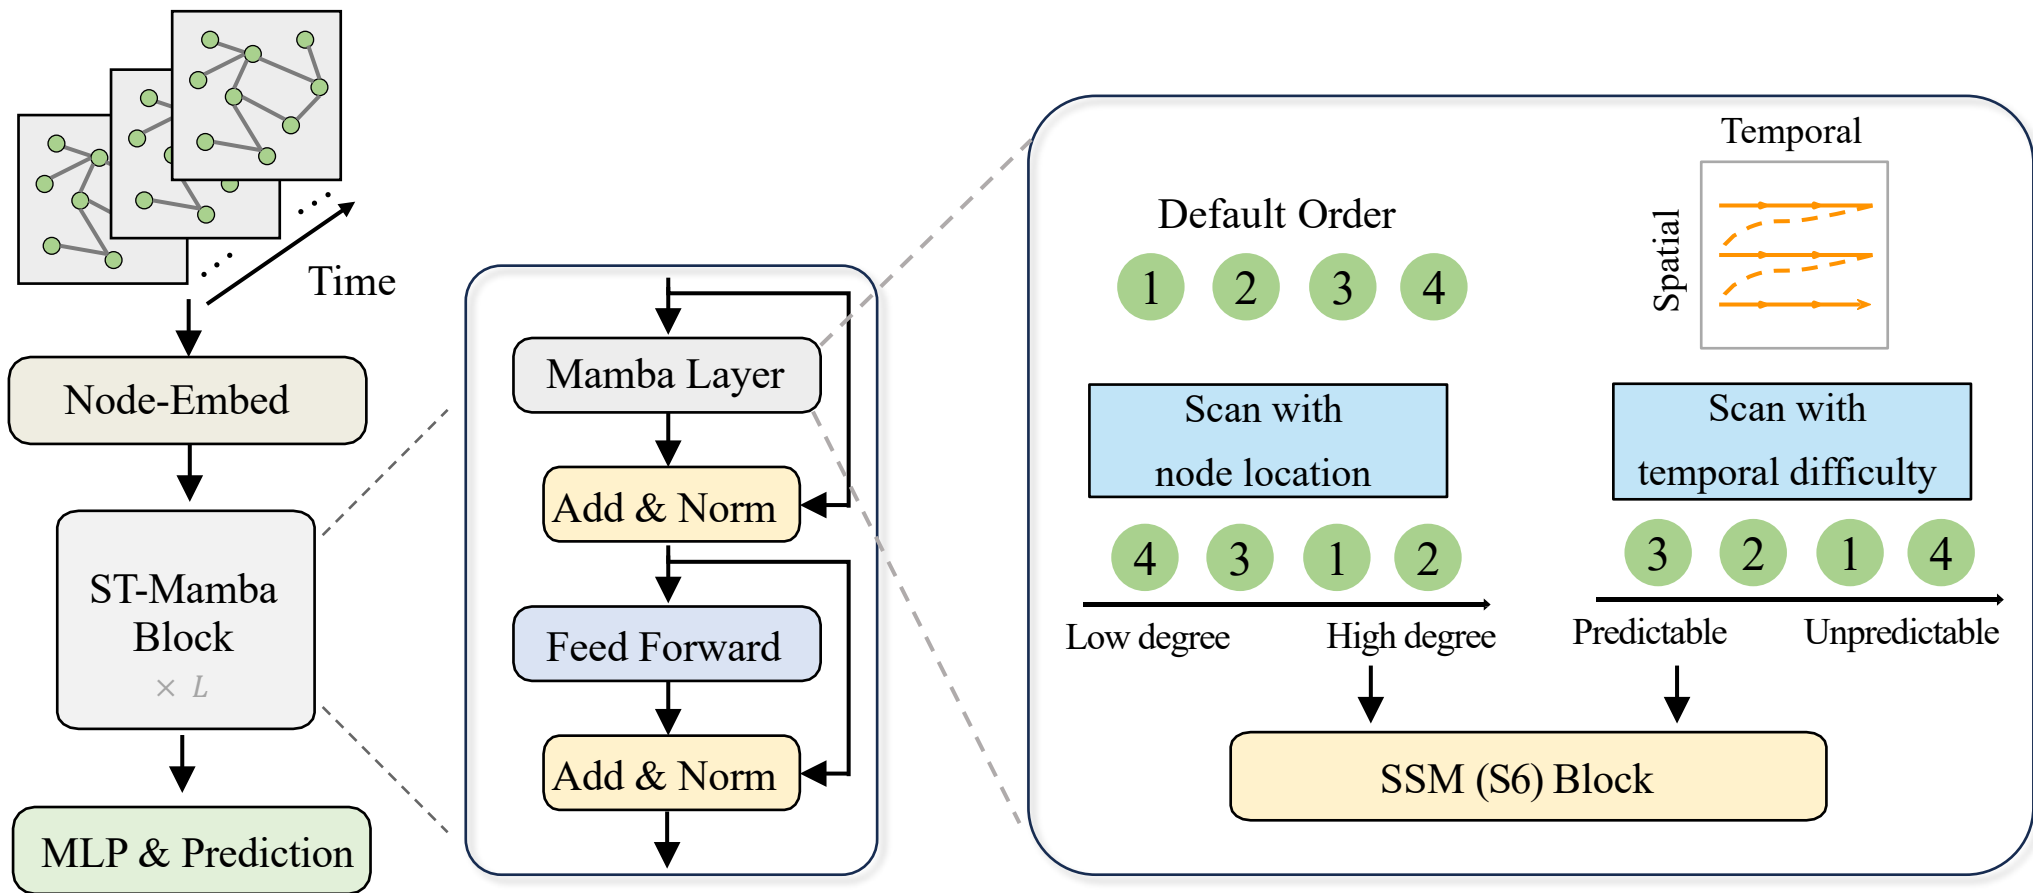 Time
Node-Embed
ST-Mamba
Block
× L
MLP & Prediction
Mamba Layer
Add & Norm
Feed Forward
Add & Norm
Default Order
1 2 3 4
Temporal
Spatial
Scan with
node location
4 3 1 2
Low degree High degree
Scan with
temporal difficulty
3 2 1 4
Predictable Unpredictable
SSM (S6) Block